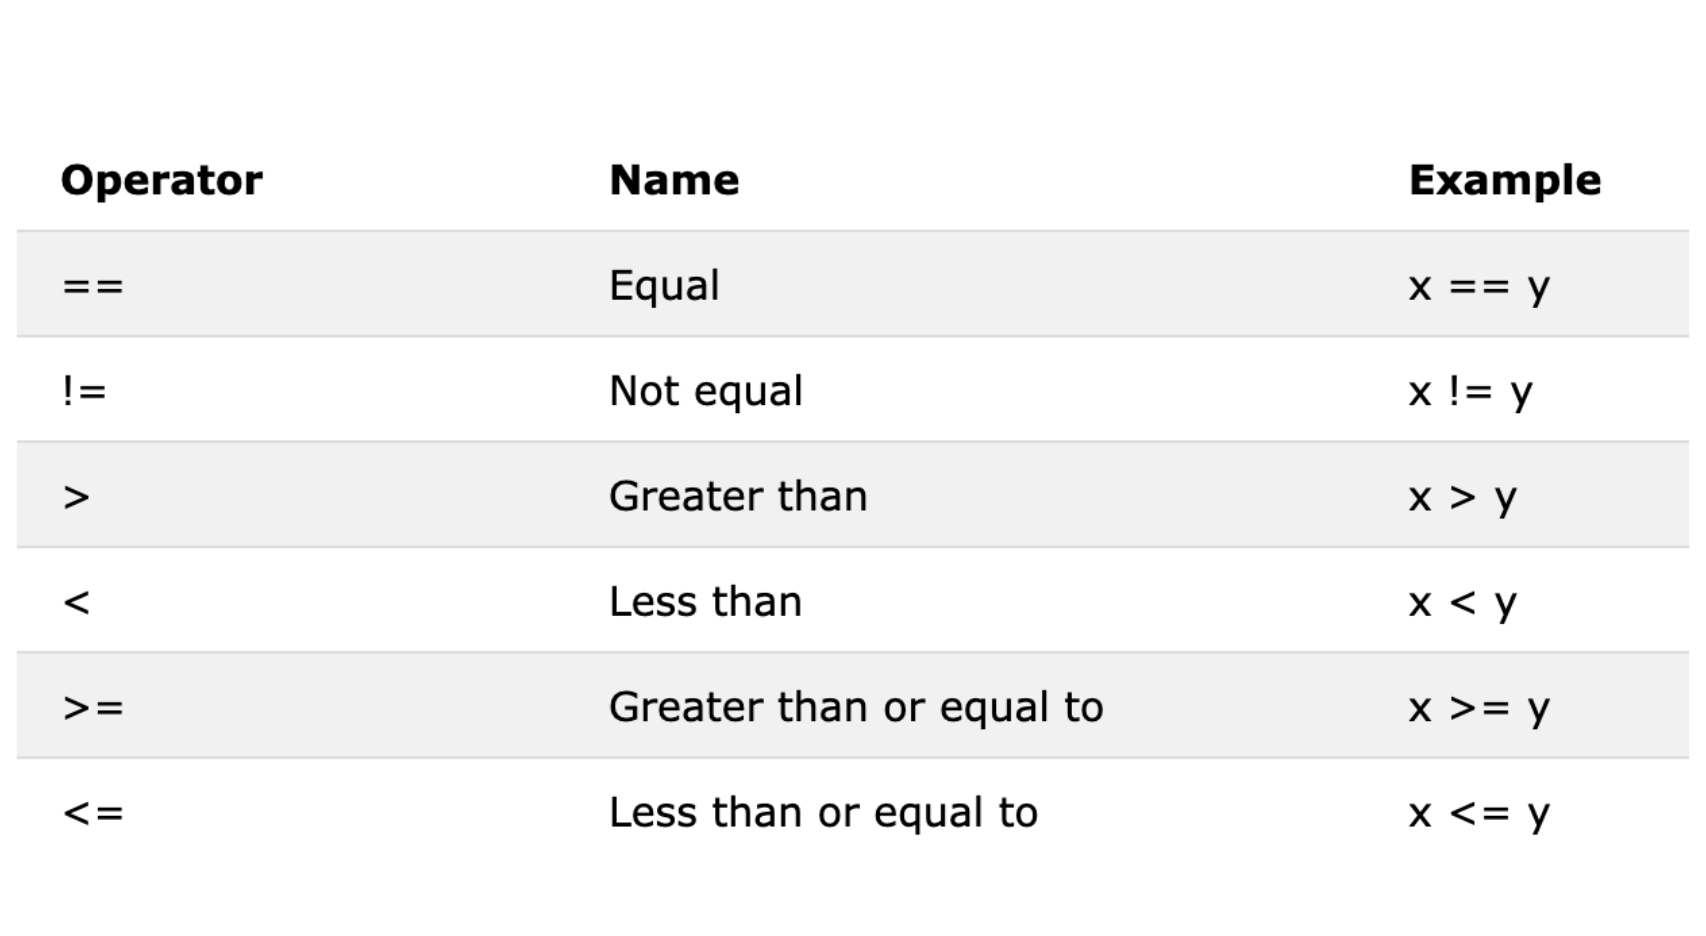 Operator Name Example
== Equal x == y
!= Not equal x != y
> Greater than x > y
< Less than x < y
>= Greater than or equal to x >= y
<= Less than or equal to x <= y